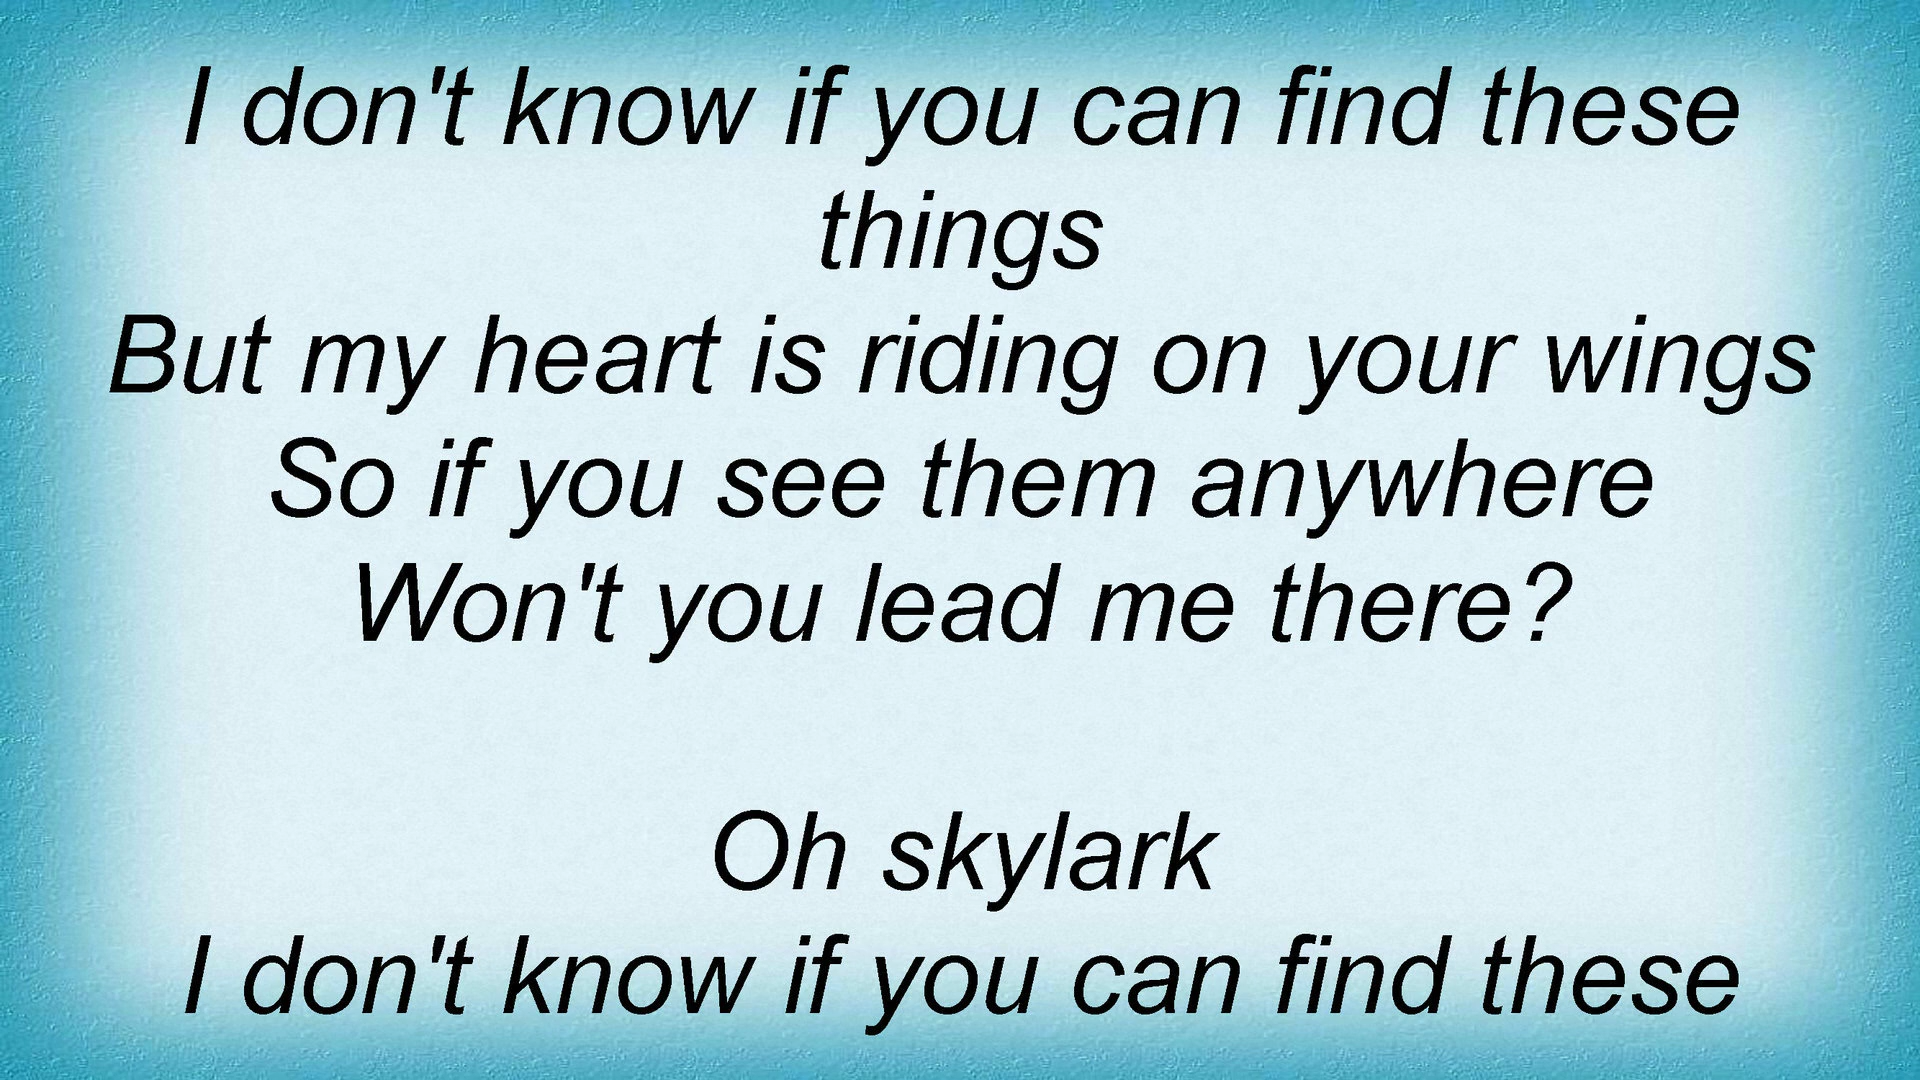 I don't know if you can find these
things
But my heart is riding on your wings
So if you see them anywhere
Won't you lead me there?
Oh skylark
I don't know if you can find these